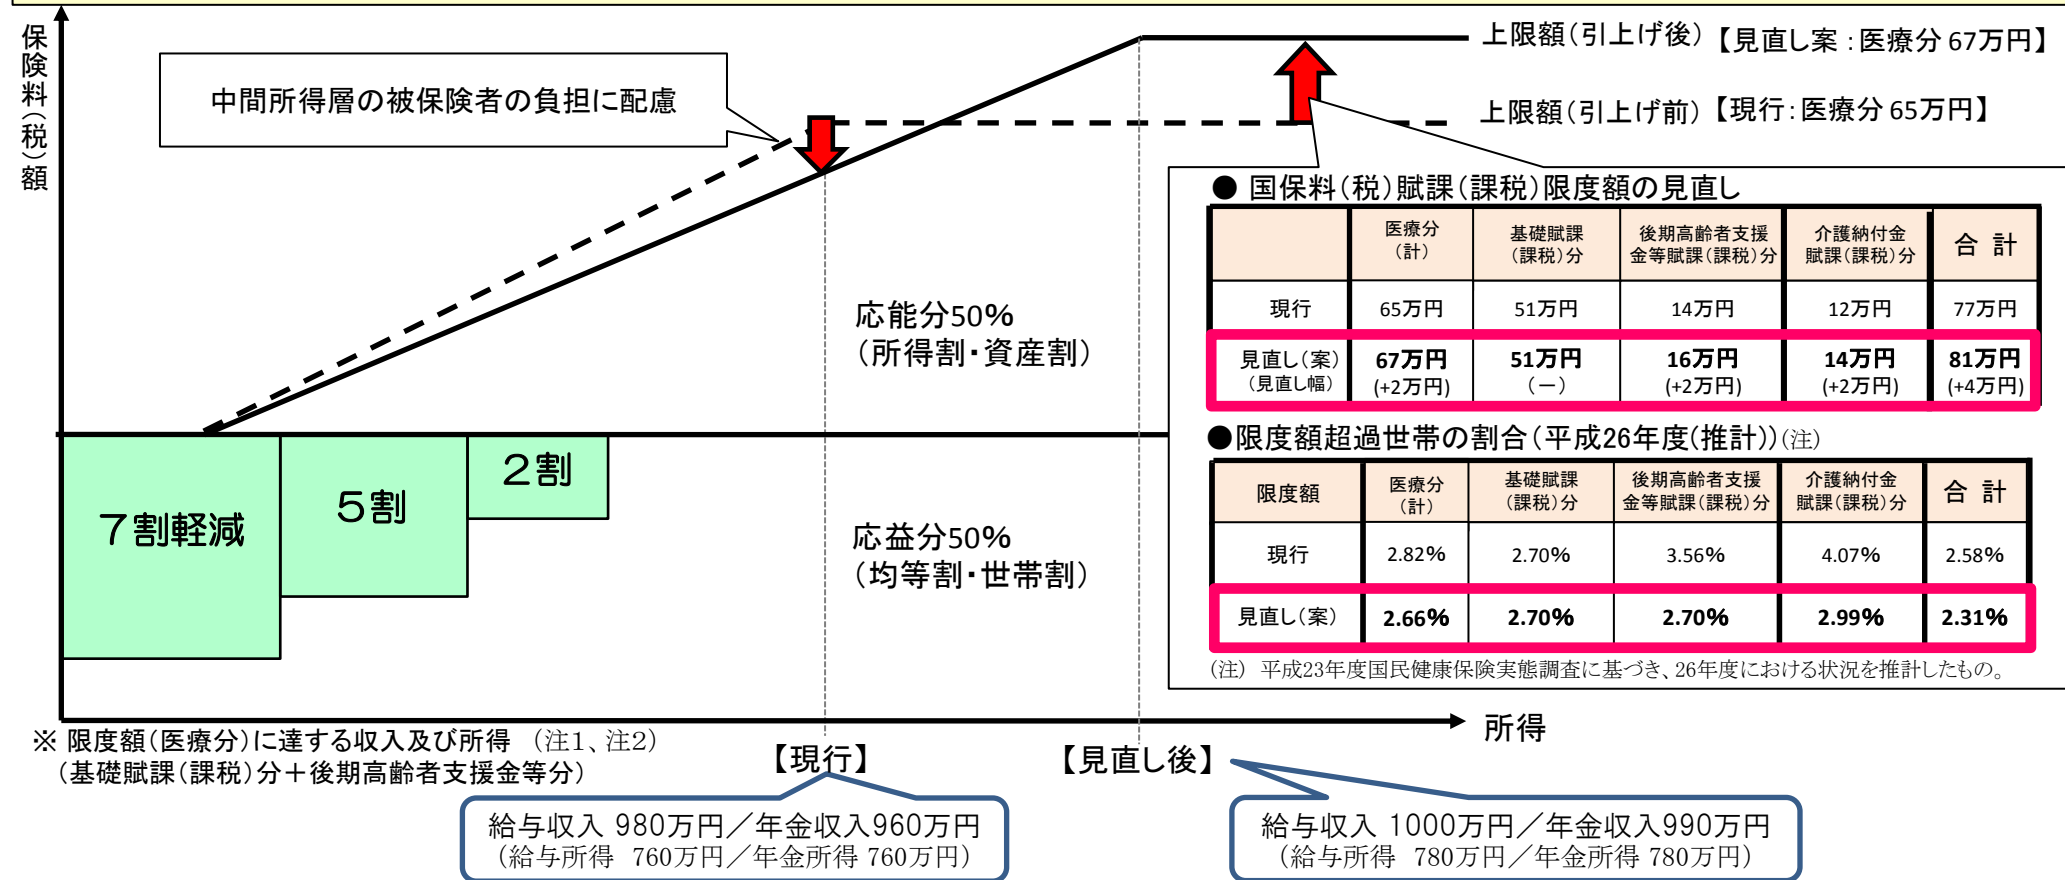 保険料(税)額
中間所得層の被保険者の負担に配慮
上限額(引上げ後)【見直し案:医療分 67万円】
上限額(引上げ前)【現行:医療分 65万円】
応能分50%
(所得割・資産割)
応益分50%
(均等割・世帯割)
7割軽減
5割
2割
● 国保料(税)賦課(課税)限度額の見直し
医療分(計) 基礎賦課(課税)分 後期高齢者支援金等賦課(課税)分 介護納付金賦課(課税)分 合 計
現行 65万円 51万円 14万円 12万円 77万円
見直し(案) 67万円 51万円 16万円 14万円 81万円
(見直し幅) (+2万円) (-) (+2万円) (+2万円) (+4万円)
●限度額超過世帯の割合(平成26年度(推計))(注)
限度額 医療分(計) 基礎賦課(課税)分 後期高齢者支援金等賦課(課税)分 介護納付金賦課(課税)分 合 計
現行 2.82% 2.70% 3.56% 4.07% 2.58%
見直し(案) 2.66% 2.70% 2.70% 2.99% 2.31%
(注) 平成23年度国民健康保険実態調査に基づき、26年度における状況を推計したもの。
所得
※ 限度額(医療分)に達する収入及び所得 (注1、注2)
(基礎賦課(課税)分+後期高齢者支援金等分)
【現行】
【見直し後】
給与収入 980万円/年金収入960万円
(給与所得 760万円/年金所得 760万円)
給与収入 1000万円/年金収入990万円
(給与所得 780万円/年金所得 780万円)